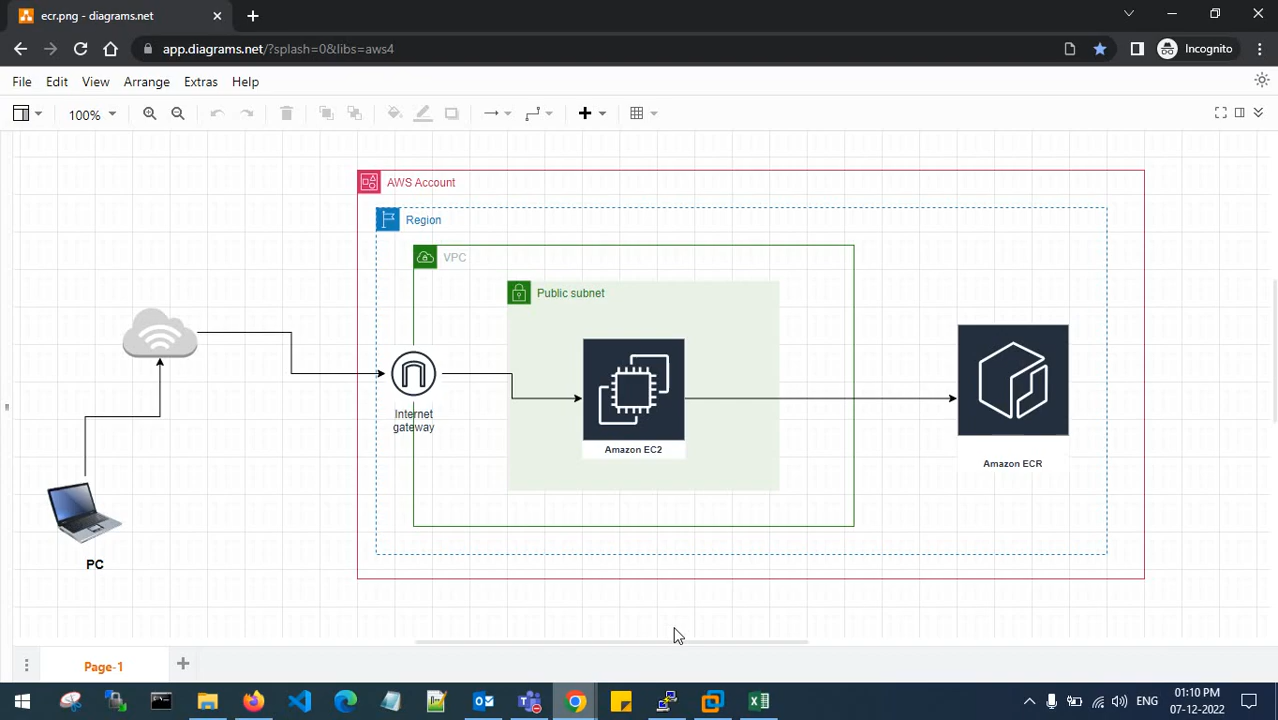 ecr.png - diagrams.net
app.diagrams.net/?splash=0&libs=aws4
Incognito
File Edit View Arrange Extras Help
100%
AWS Account
Region
VPC
Public subnet
Internet
gateway
Amazon EC2
Amazon ECR
PC
Page-1
ENG
01:10 PM
07-12-2022